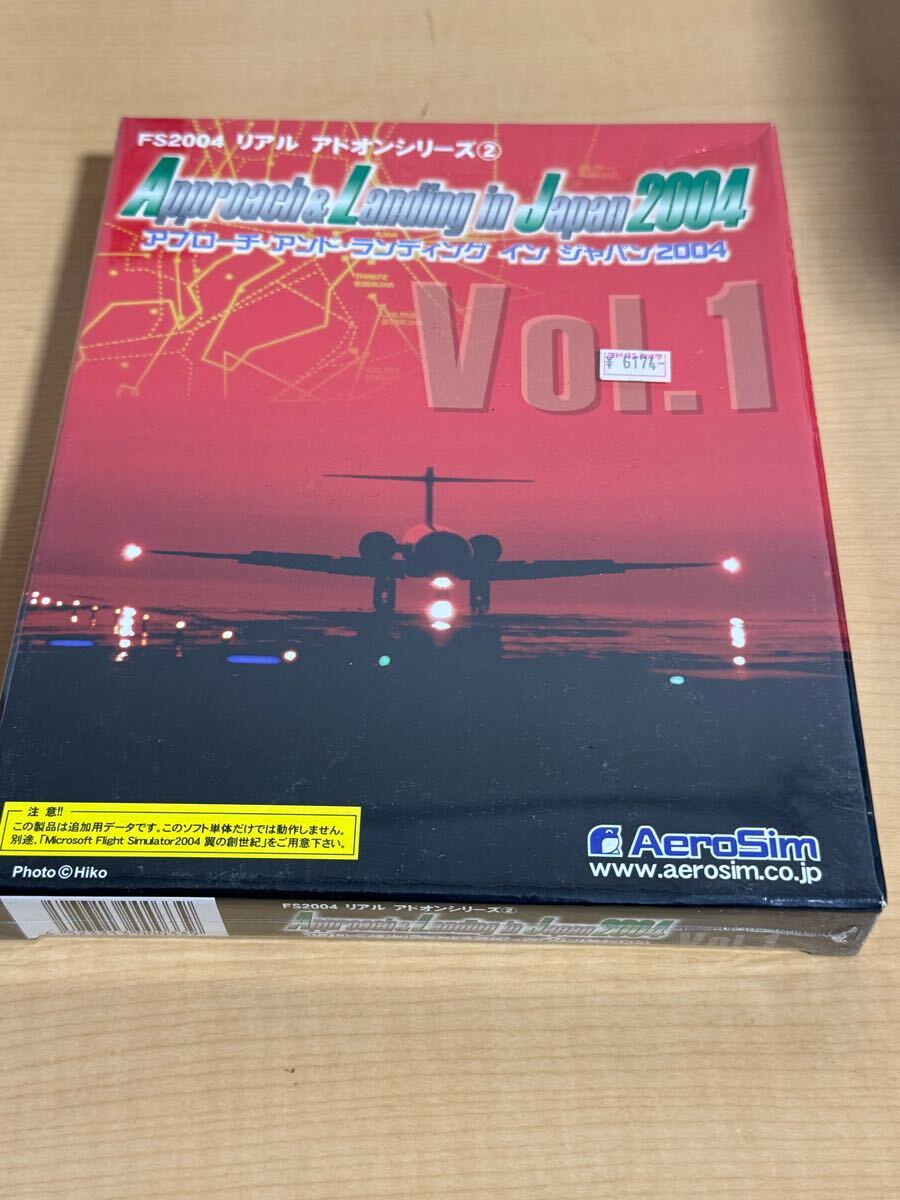 FS2004 リアル アドオンシリーズ②
Approach & Landing in Japan 2004
アプローチ・アンド・ランディング イン ジャパン2004
Vol.1
¥ 6174-
注 意!!
この製品は追加用データです。このソフト単体だけでは動作しません。
別途、「Microsoft Flight Simulator2004 翼の創世紀」をご用意下さい。
Photo©Hiko
AeroSim
www.aerosim.co.jp
FS2004 リアル アドオンシリーズ②
Approach & Landing in Japan 2004
Vol.1